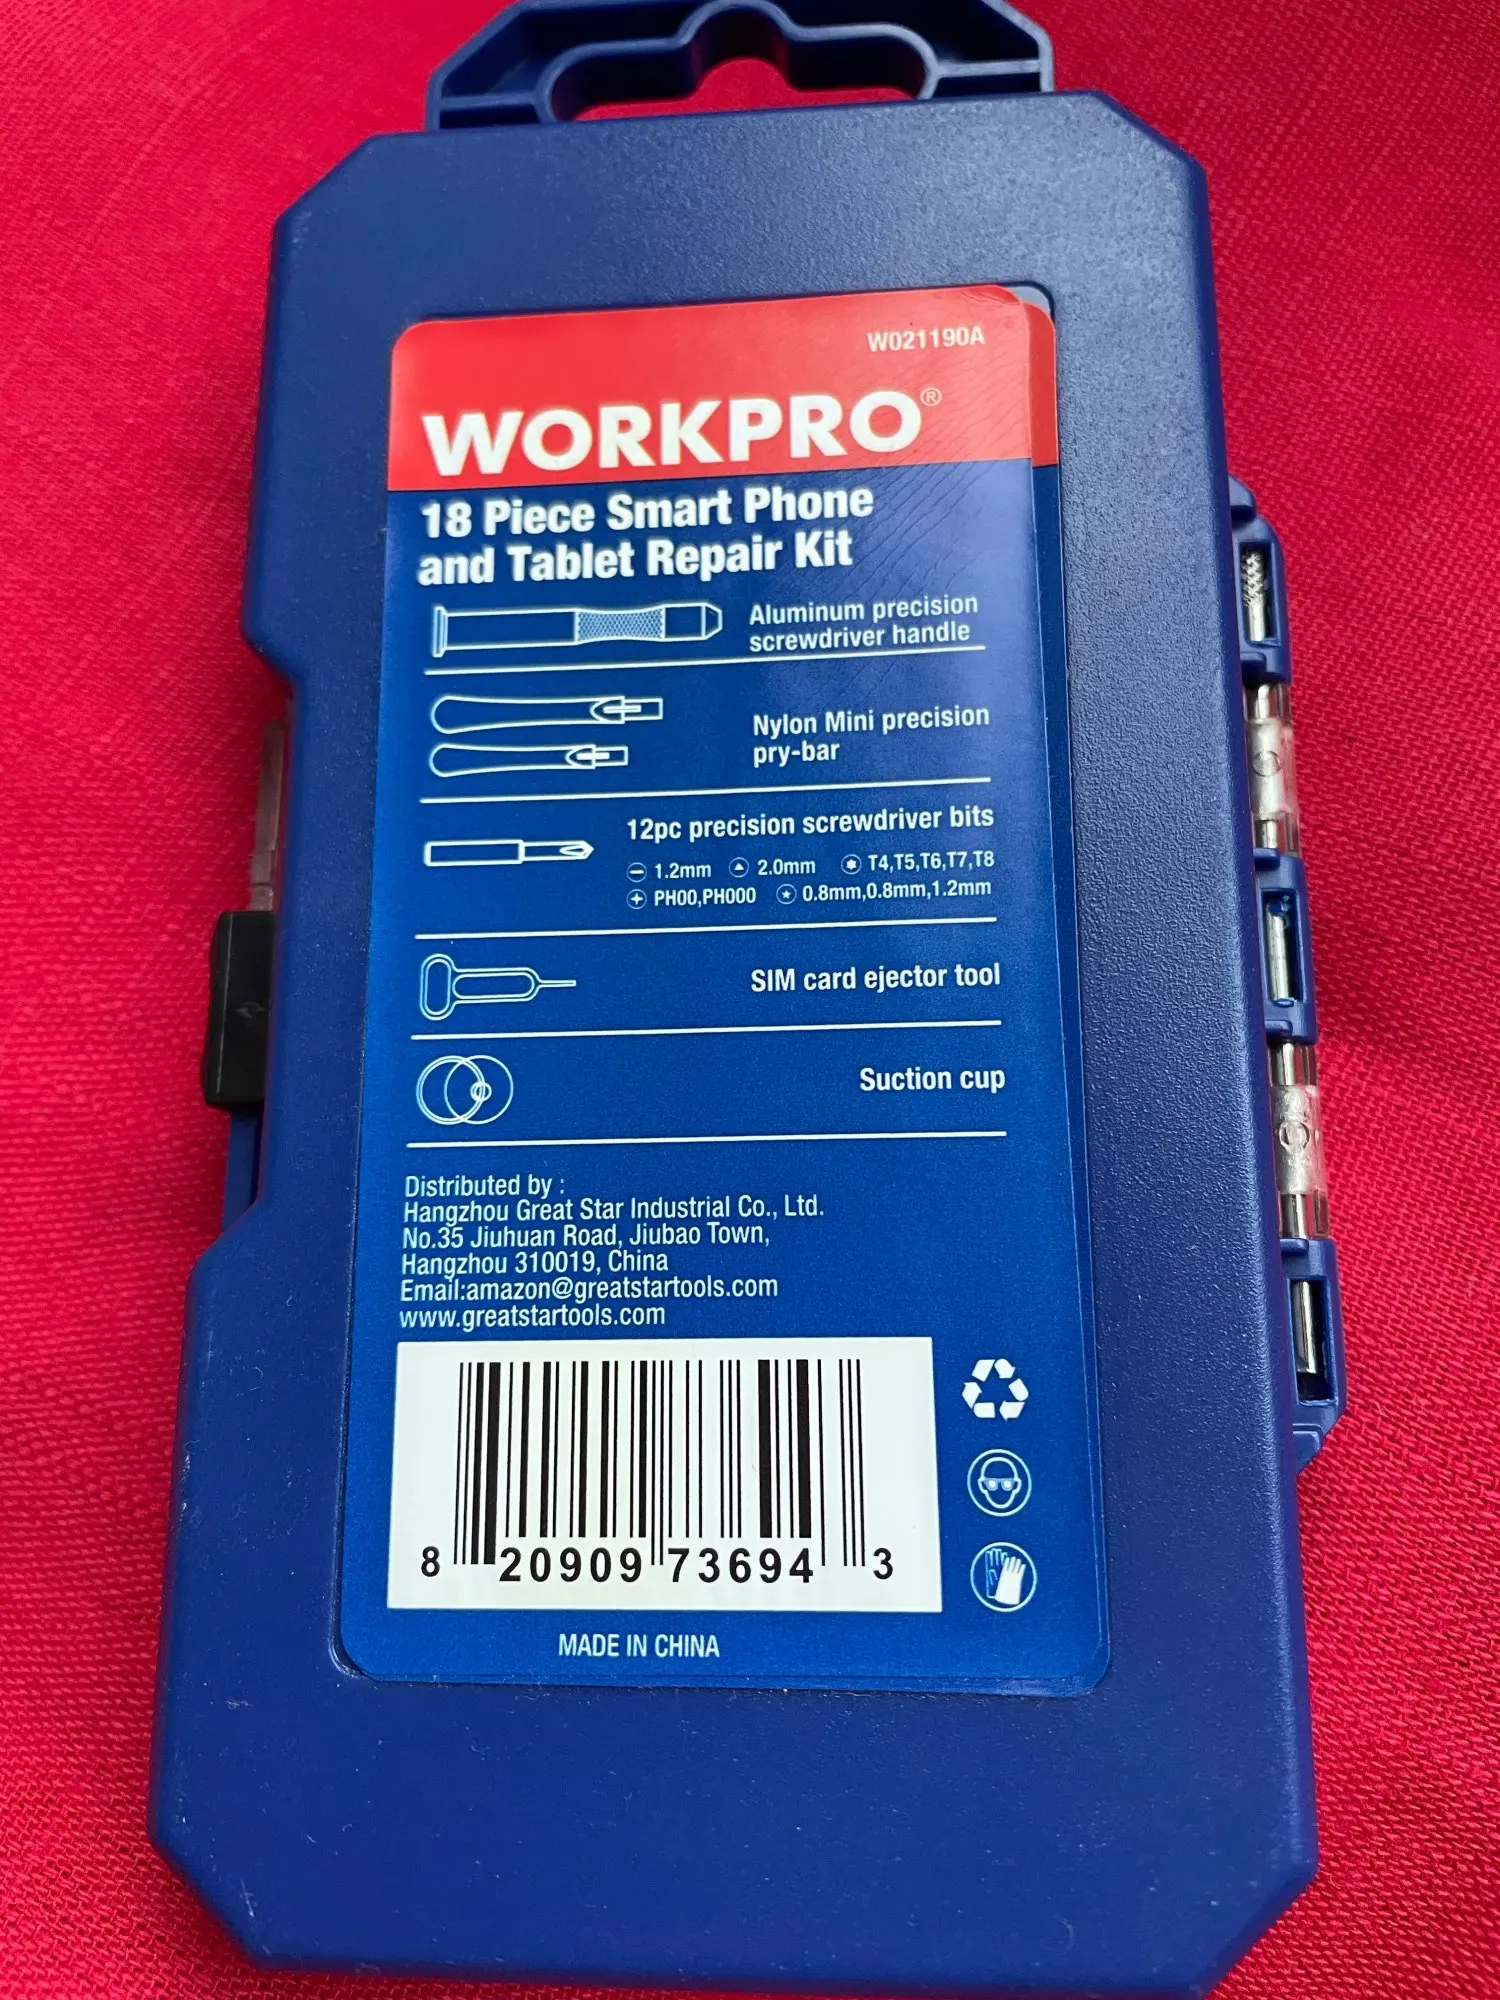 W021190A
WORKPRO®
18 Piece Smart Phone
and Tablet Repair Kit
Aluminum precision
screwdriver handle
Nylon Mini precision
pry-bar
12pc precision screwdriver bits
1.2mm 2.0mm T4,T5,T6,T7,T8
PH00,PH000 0.8mm,0.8mm,1.2mm
SIM card ejector tool
Suction cup
Distributed by :
Hangzhou Great Star Industrial Co., Ltd.
No.35 Jiuhuan Road, Jiubao Town,
Hangzhou 310019, China
Email:amazon@greatstartools.com
www.greatstartools.com
8 20909 73694 3
MADE IN CHINA